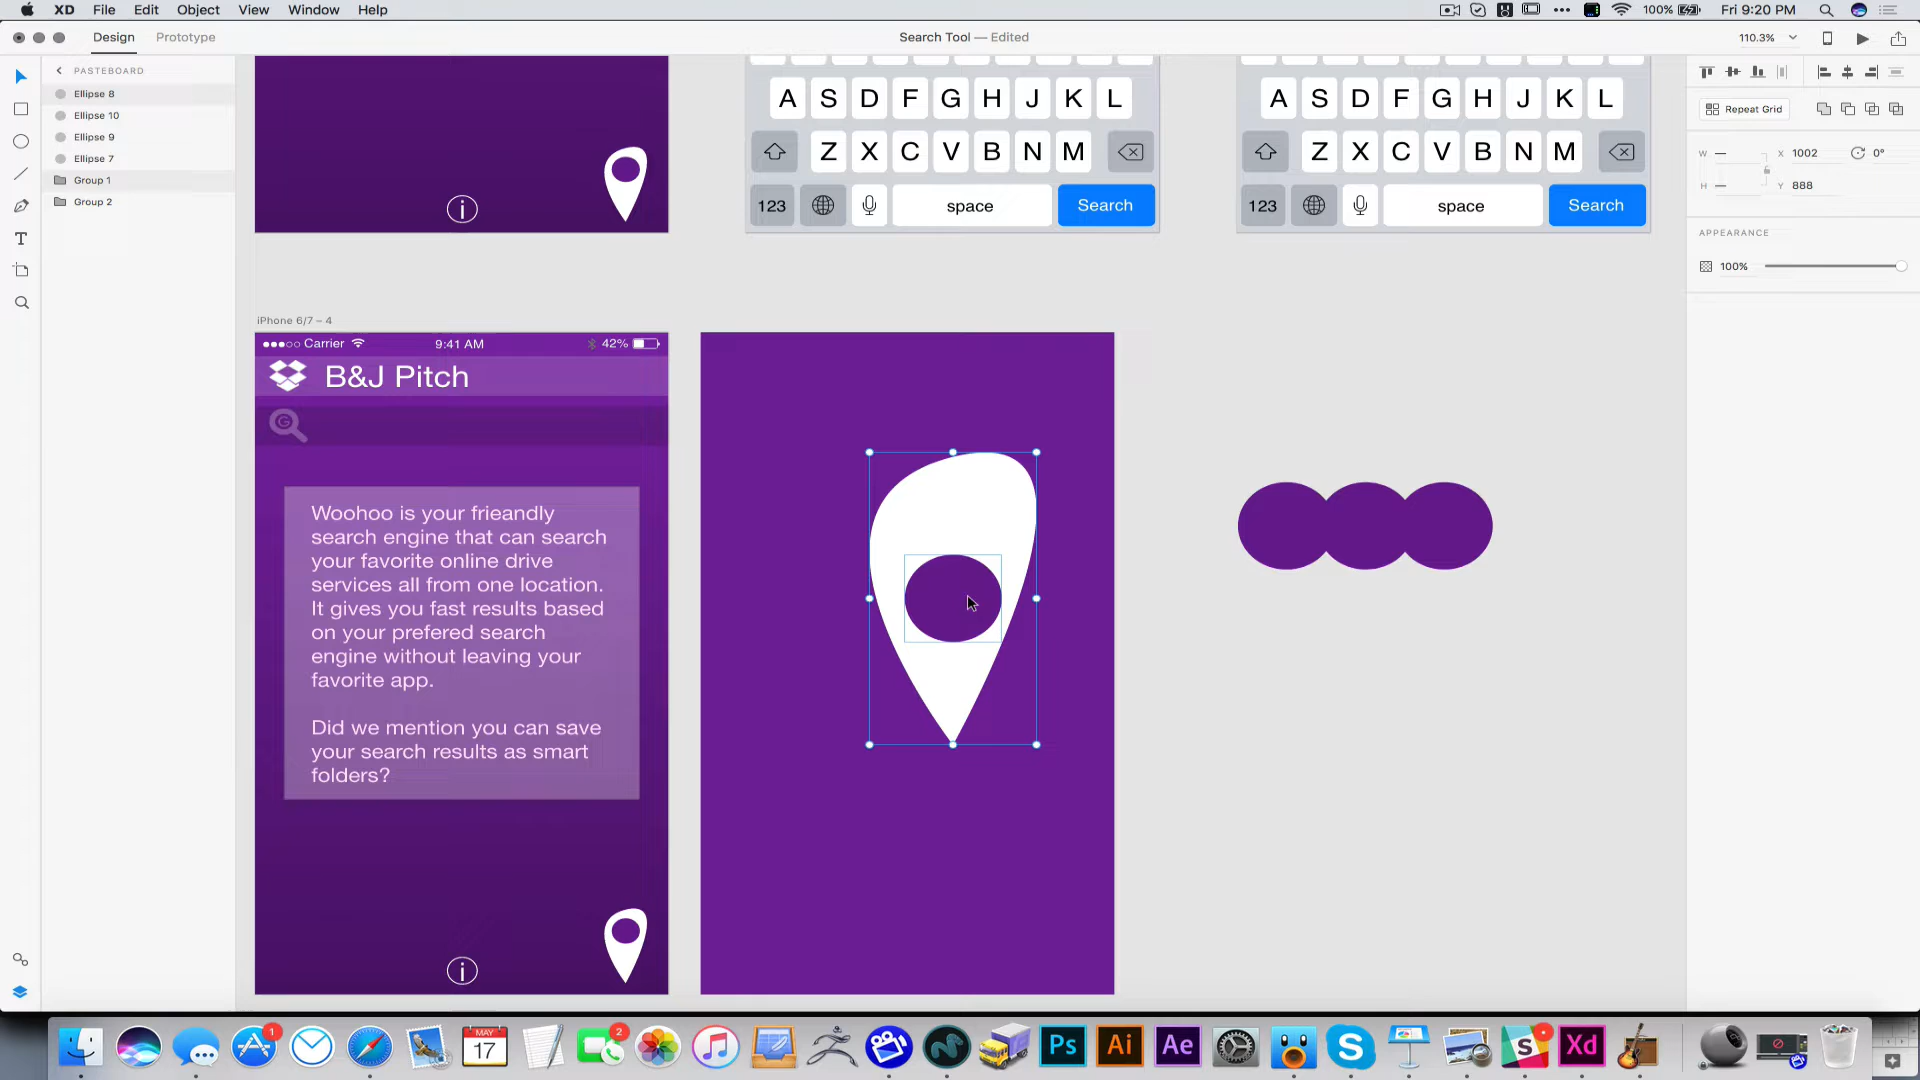 XD File Edit View Object Window Help
100% Fri 9:20 PM
Design Prototype
Search Tool — Edited
110.3%
PASTEBOARD
Ellipse 8
Ellipse 10
Ellipse 9
Ellipse 7
Group 1
Group 2
A S D F G H J K L
Z X C V B N M
123 space Search
A S D F G H J K L
Z X C V B N M
123 space Search
Repeat Grid
W — X 1002 0°
H — Y 888
APPEARANCE
100%
iPhone 6/7 – 4
Carrier 9:41 AM 42%
B&J Pitch
G
Woohoo is your frieandly
search engine that can search
your favorite online drive
services all from one location.
It gives you fast results based
on your prefered search
engine without leaving your
favorite app.
Did we mention you can save
your search results as smart
folders?
i
i
1
MAY
17
2
Ps
Ai
Ae
S
S
Xd